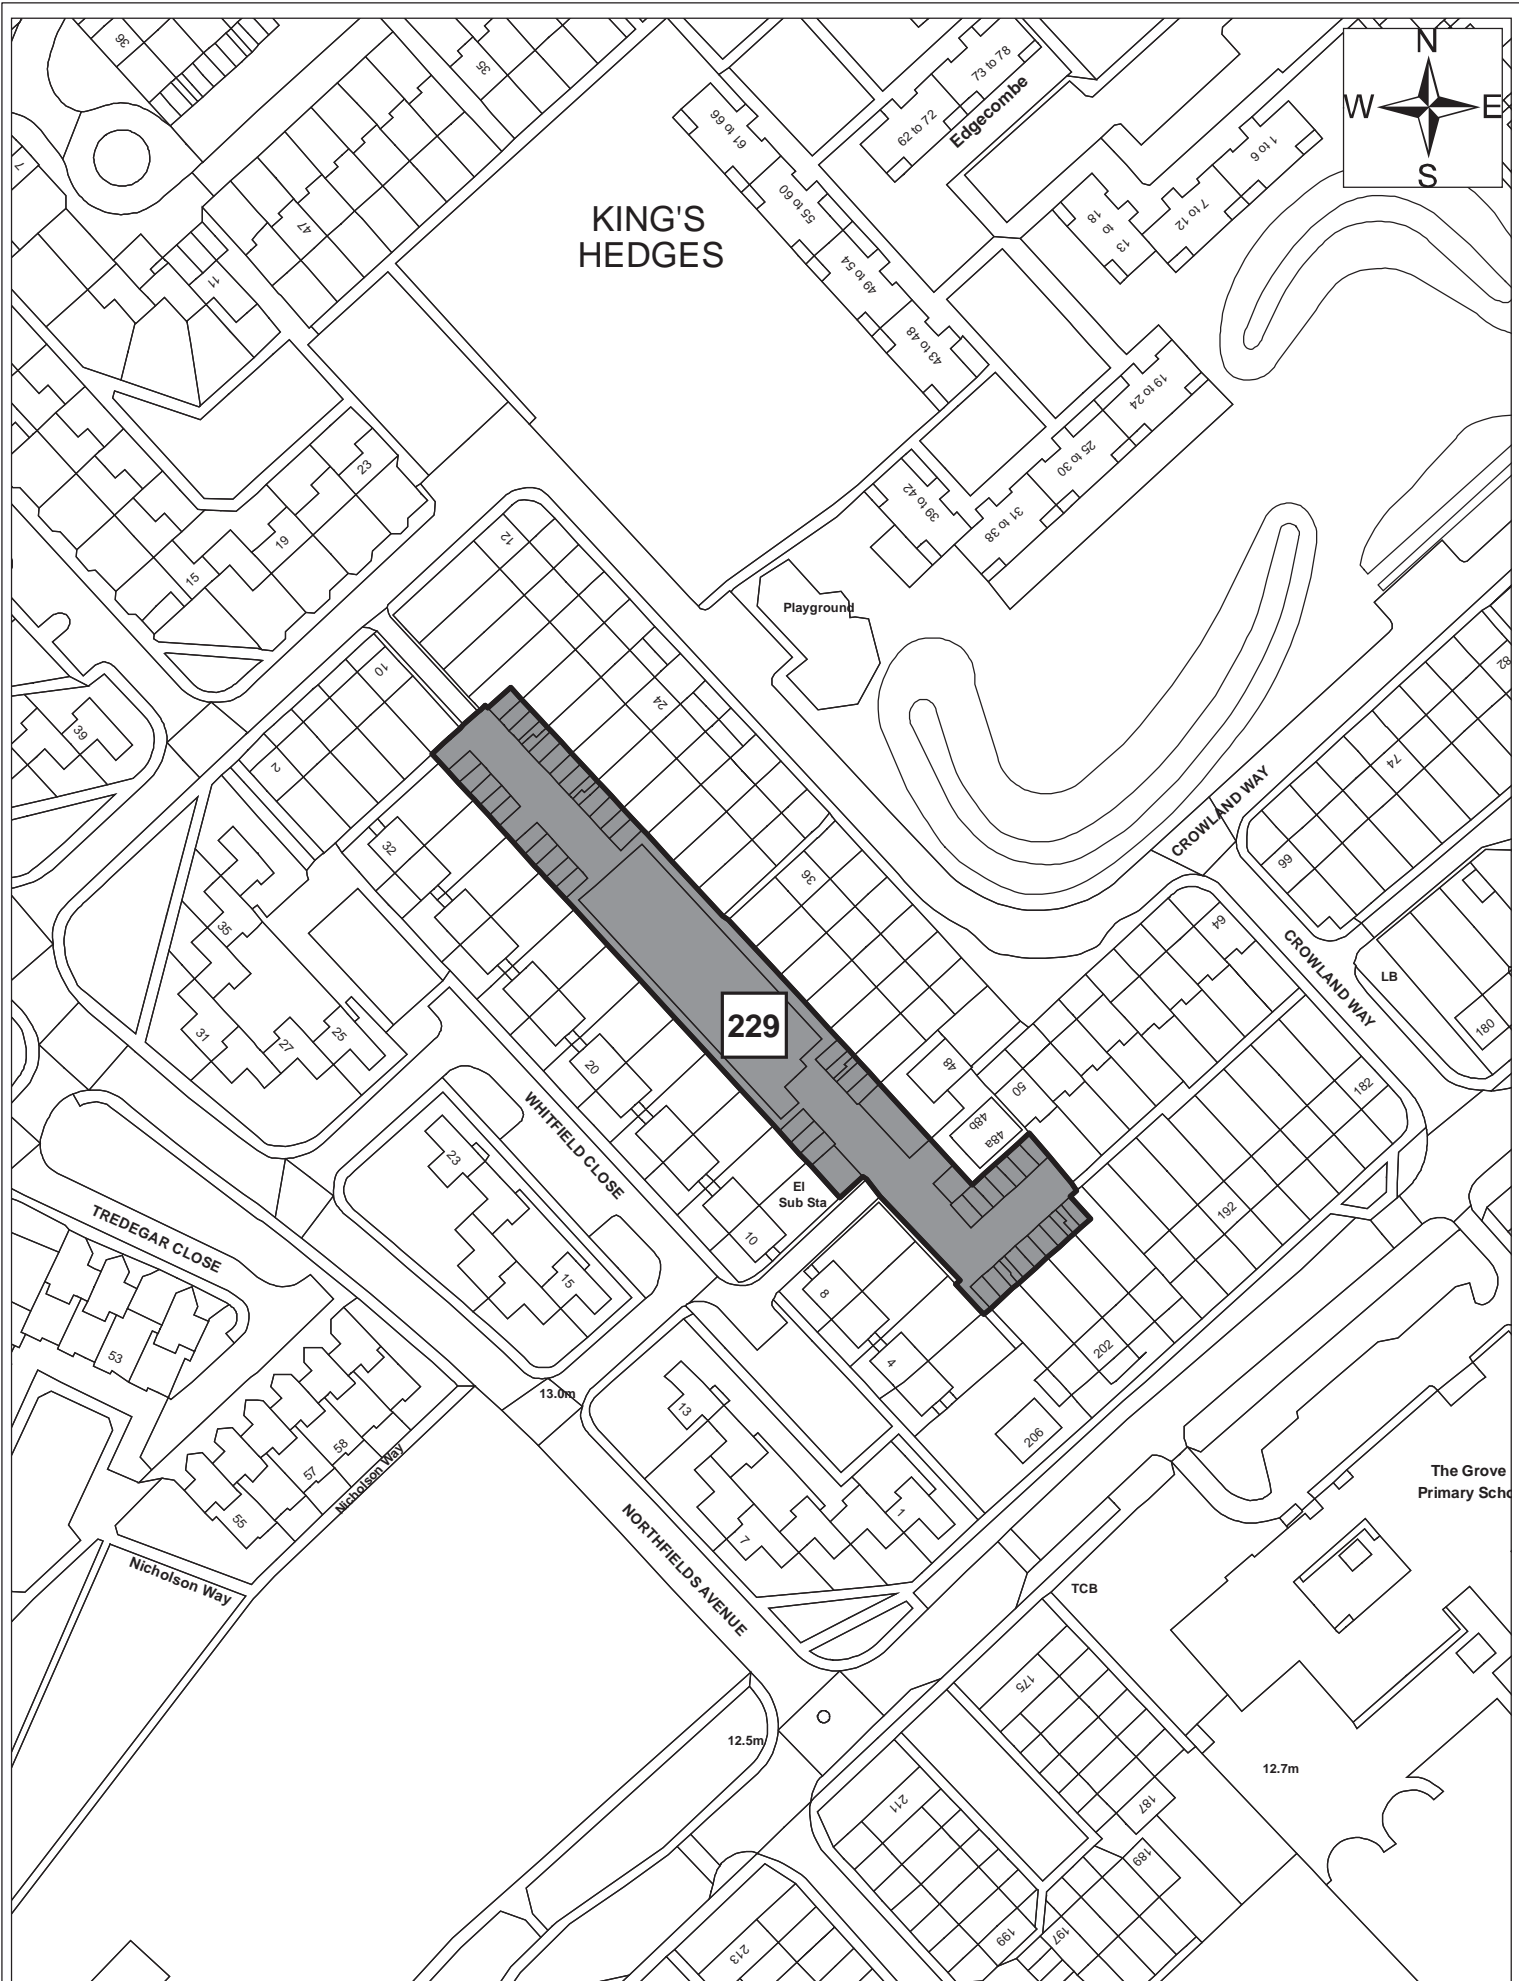 N
W
E
S
36
35
73 to 78
Edgecombe
61 to 66
62 to 72
1 to 6
7
KING'S
HEDGES
55 to 60
7 to 12
18
to
13
47
11
49 to 54
43 to 48
19 to 24
25 to 30
23
39 to 42
31 to 38
12
19
15
Playground
10
24
82
39
2
74
CROWLAND WAY
32
36
66
35
64
CROWLAND WAY
LB
229
31
27
25
180
20
48
50
182
WHITFIELD CLOSE
48b
48a
23
El
Sub Sta
10
192
TREDEGAR CLOSE
15
8
53
4
202
13.0m
13
206
58
57
Nicholson Way
55
The Grove
Primary Scho
1
7
NORTHFIELDS AVENUE
Nicholson Way
TCB
175
12.5m
12.7m
211
187
189
199
197
213